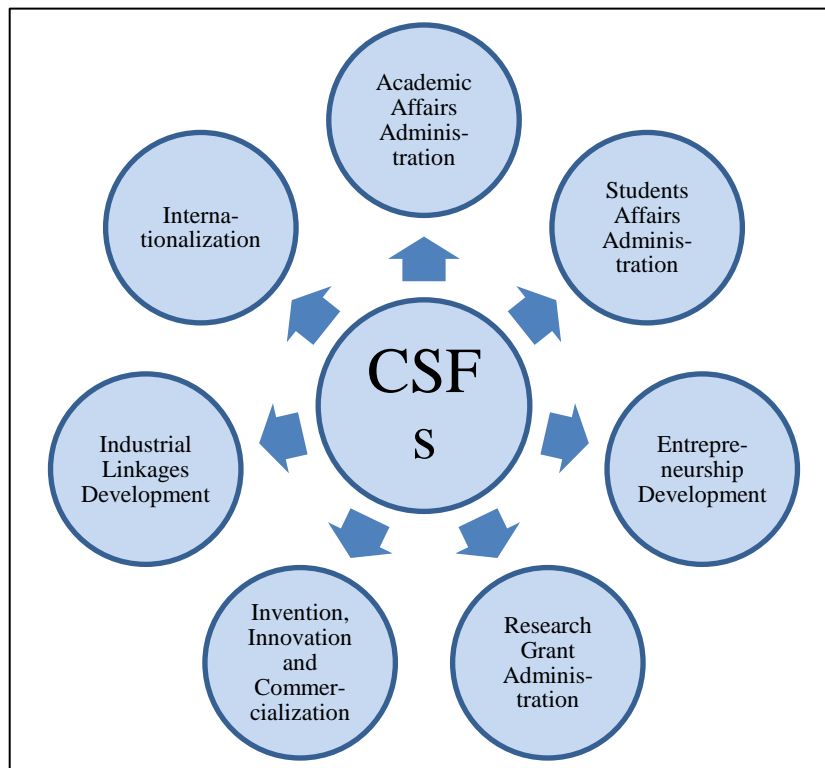 Academic
Affairs
Adminis-
tration
Students
Affairs
Adminis-
tration
Entrepre-
neurship
Development
Research
Grant
Adminis-
tration
Invention,
Innovation
and
Commer-
cialization
Industrial
Linkages
Development
Interna-
tionalization
CSF
s